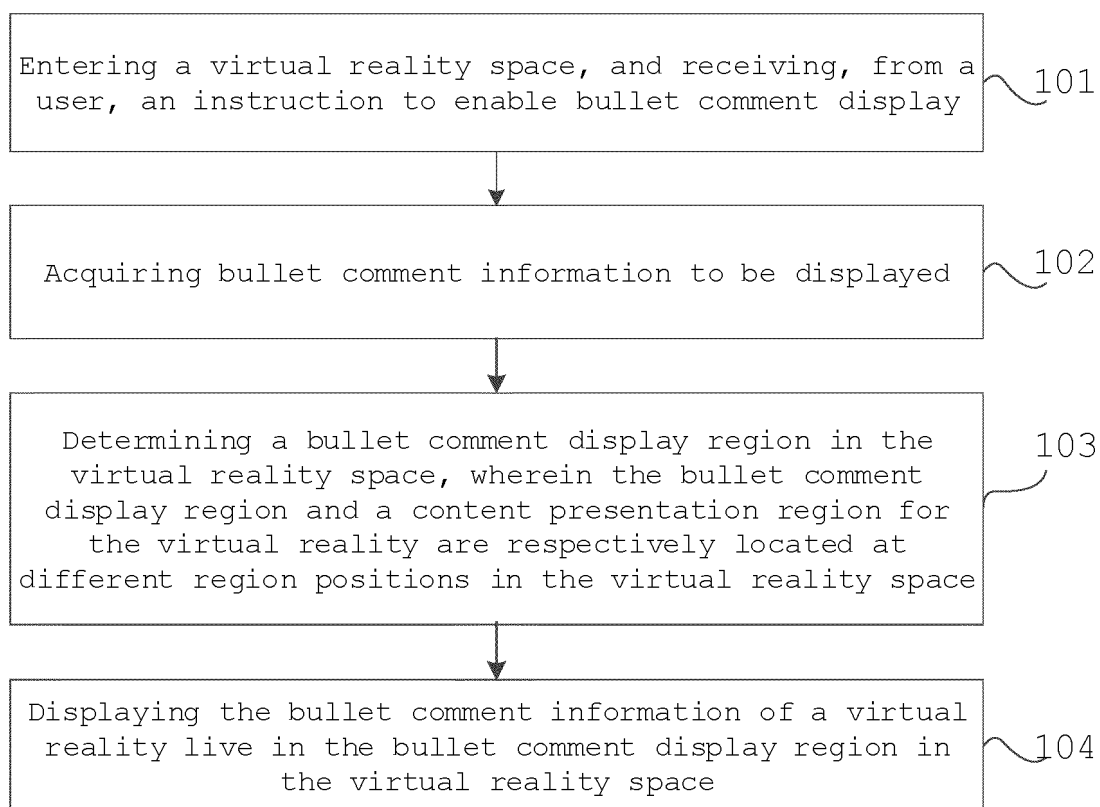 Entering a virtual reality space, and receiving, from a
user, an instruction to enable bullet comment display
101
Acquiring bullet comment information to be displayed
102
Determining a bullet comment display region in the
virtual reality space, wherein the bullet comment
display region and a content presentation region for
the virtual reality are respectively located at
different region positions in the virtual reality space
103
Displaying the bullet comment information of a virtual
reality live in the bullet comment display region in
the virtual reality space
104